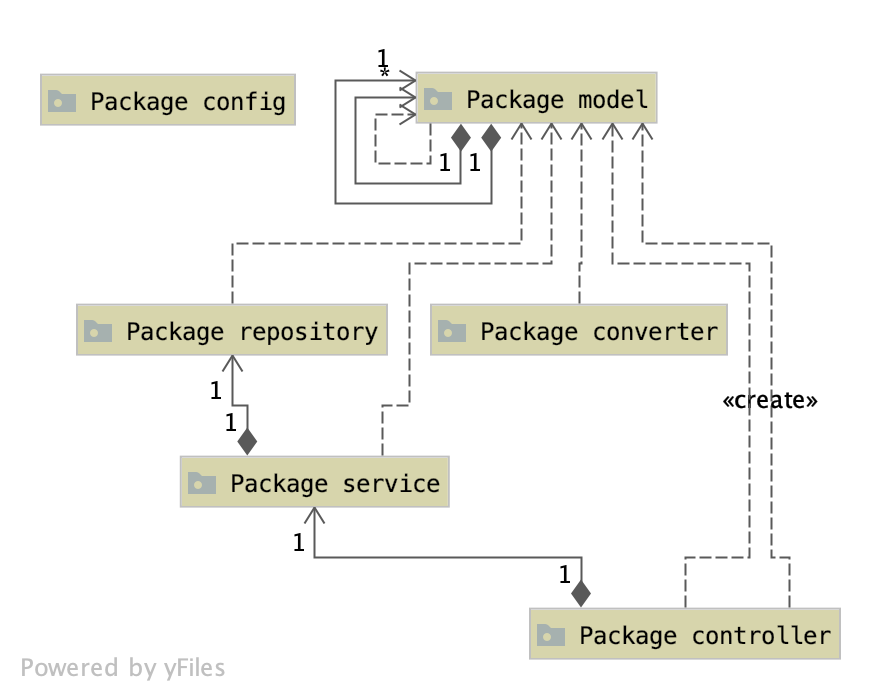 1
*
Package config
Package model
1
1
Package repository
Package converter
1
«create»
1
Package service
1
1
Package controller
Powered by yFiles